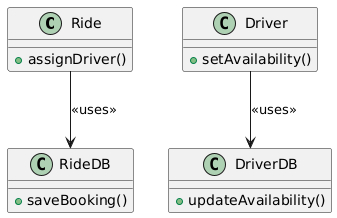 C Ride
assignDriver()
C Driver
setAvailability()
«uses»
«uses»
C RideDB
saveBooking()
C DriverDB
updateAvailability()